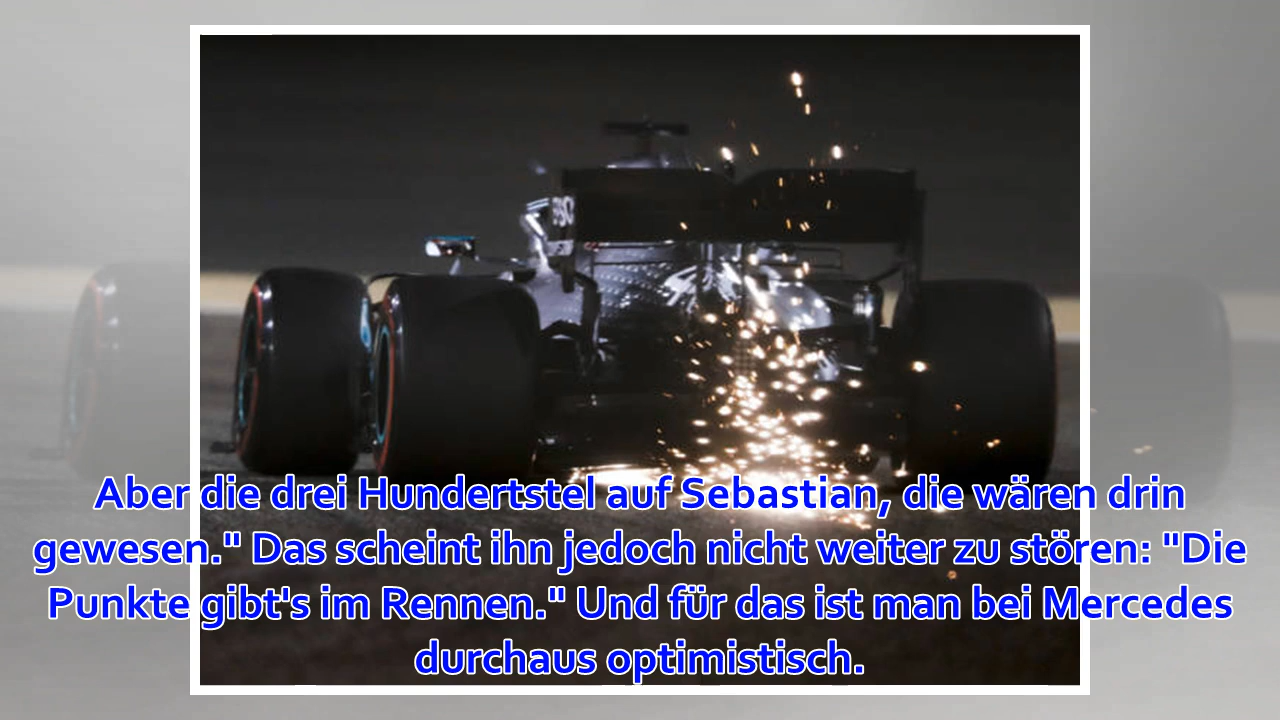 Aber die drei Hundertstel auf Sebastian, die wären drin
gewesen." Das scheint ihn jedoch nicht weiter zu stören: "Die
Punkte gibt's im Rennen." Und für das ist man bei Mercedes
durchaus optimistisch.